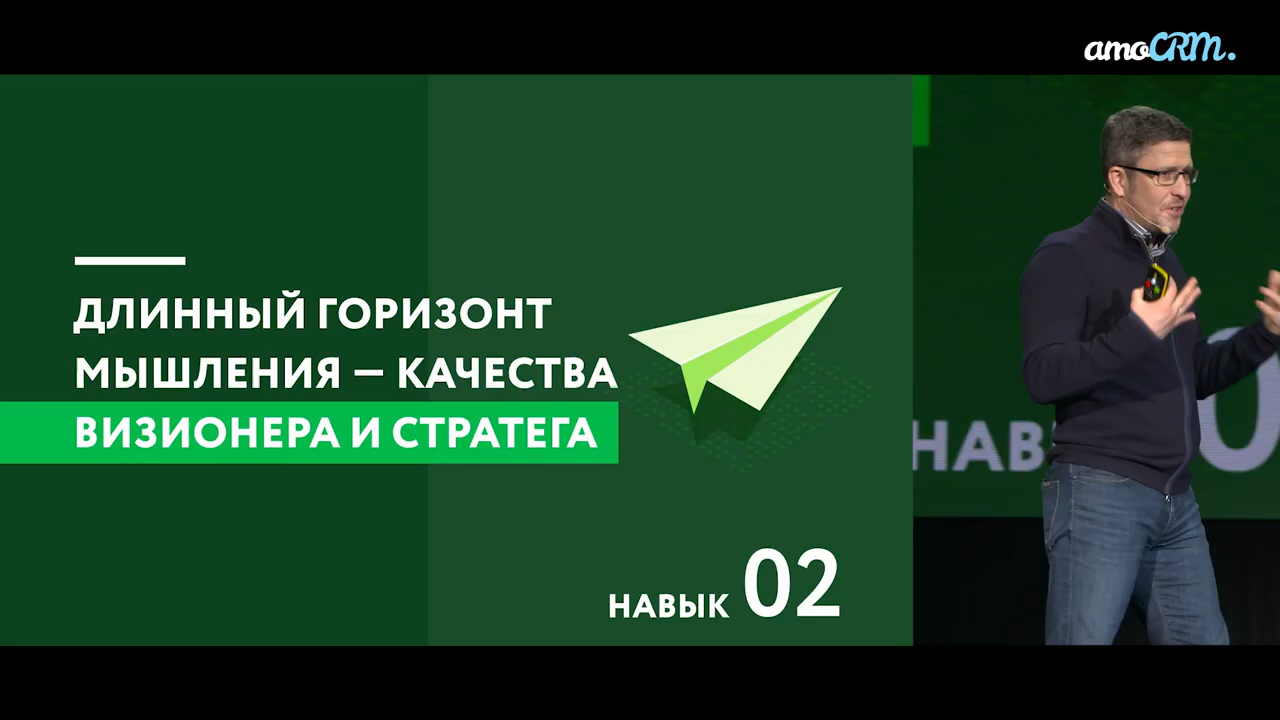 amoCRM.
ДЛИННЫЙ ГОРИЗОНТ
МЫШЛЕНИЯ — КАЧЕСТВА
ВИЗИОНЕРА И СТРАТЕГА
НАВЫК 02